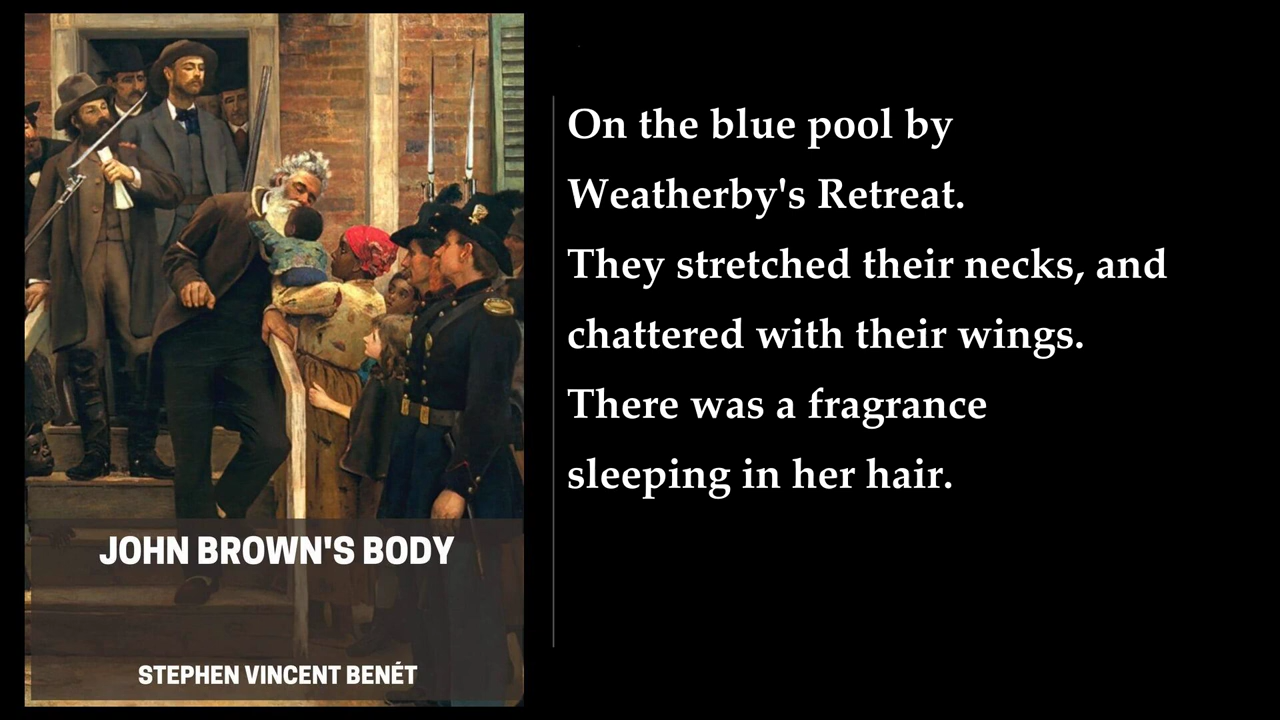 JOHN BROWN'S BODY
STEPHEN VINCENT BENÉT
On the blue pool by
Weatherby's Retreat.
They stretched their necks, and
chattered with their wings.
There was a fragrance
sleeping in her hair.